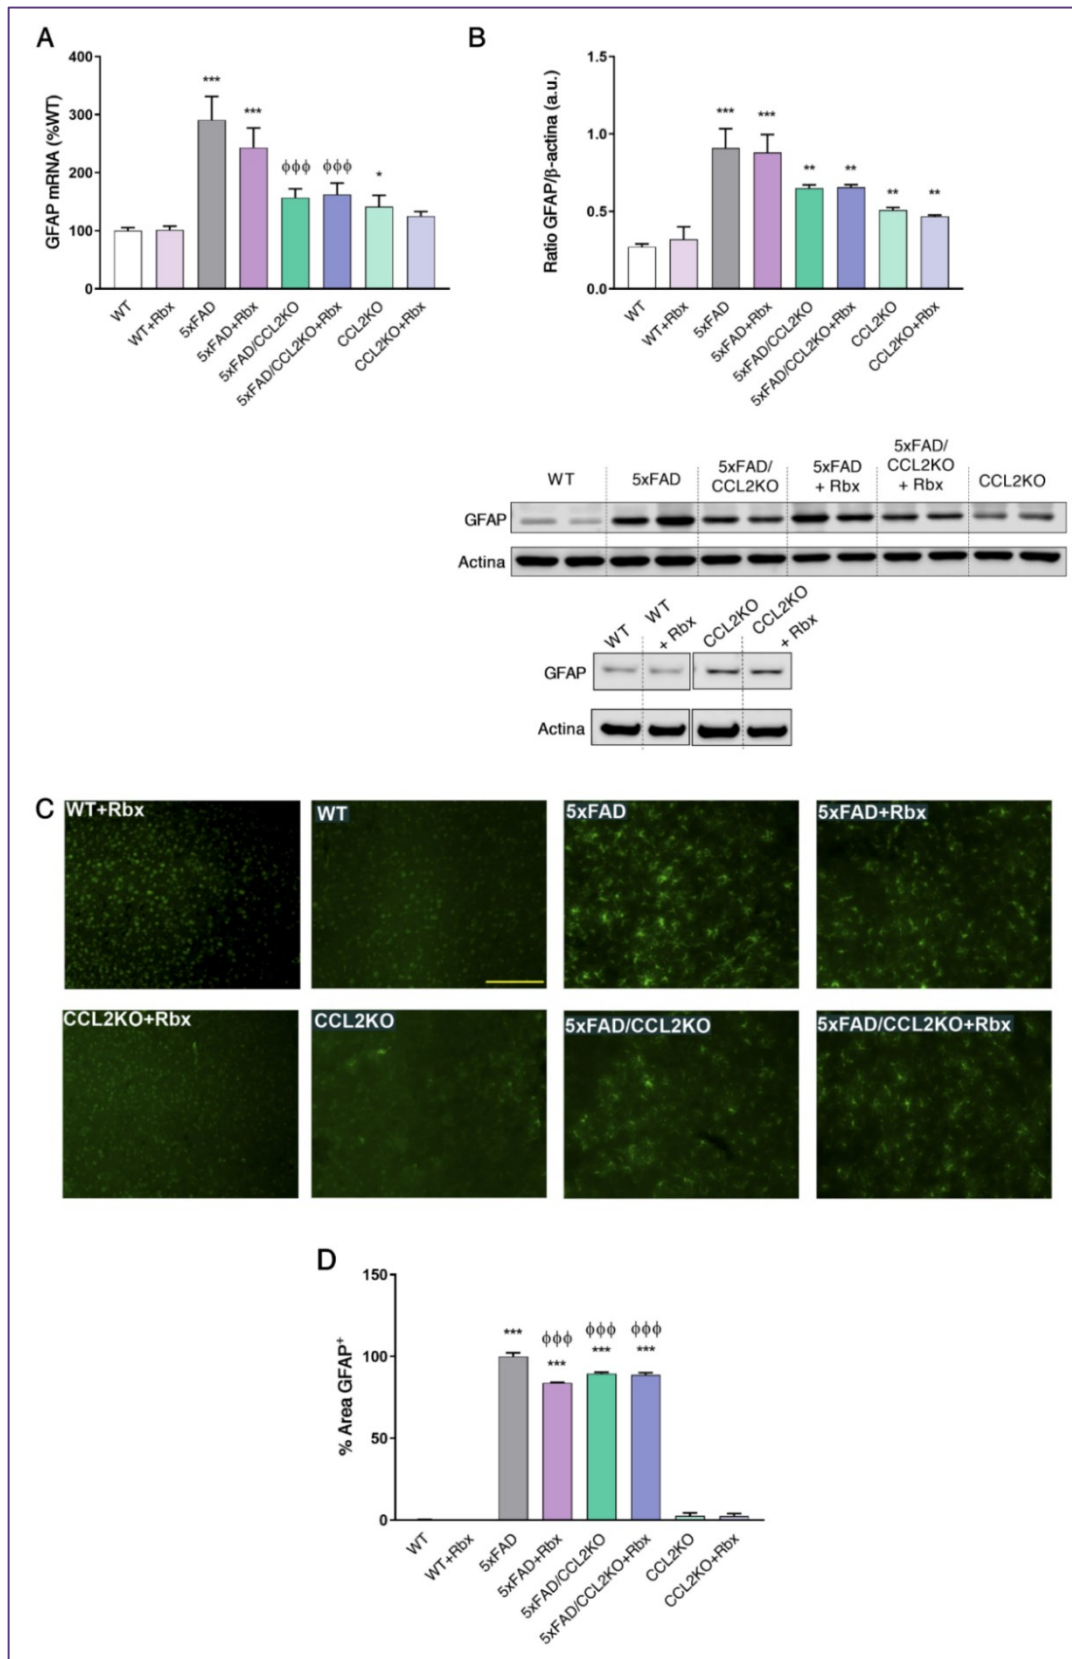 A
GFAP mRNA (%WT)
400
300
200
100
0
***
***
ϕϕϕ
ϕϕϕ
*
WT
WT+Rbx
5xFAD
5xFAD+Rbx
5xFAD/CCL2KO
5xFAD/CCL2KO+Rbx
CCL2KO
CCL2KO+Rbx
B
Ratio GFAP/β-actina (a.u.)
1.5
1.0
0.5
0.0
***
***
**
**
**
**
WT
WT+Rbx
5xFAD
5xFAD+Rbx
5xFAD/CCL2KO
5xFAD/CCL2KO+Rbx
CCL2KO
CCL2KO+Rbx
WT
5xFAD
5xFAD/
CCL2KO
5xFAD
+ Rbx
5xFAD/
CCL2KO
+ Rbx
CCL2KO
GFAP
Actina
WT
WT
+ Rbx
CCL2KO
CCL2KO
+ Rbx
GFAP
Actina
C
WT+Rbx
WT
5xFAD
5xFAD+Rbx
CCL2KO+Rbx
CCL2KO
5xFAD/CCL2KO
5xFAD/CCL2KO+Rbx
D
% Area GFAP+
150
100
50
0
***
ϕϕϕ
***
ϕϕϕ
***
ϕϕϕ
***
WT
WT+Rbx
5xFAD
5xFAD+Rbx
5xFAD/CCL2KO
5xFAD/CCL2KO+Rbx
CCL2KO
CCL2KO+Rbx